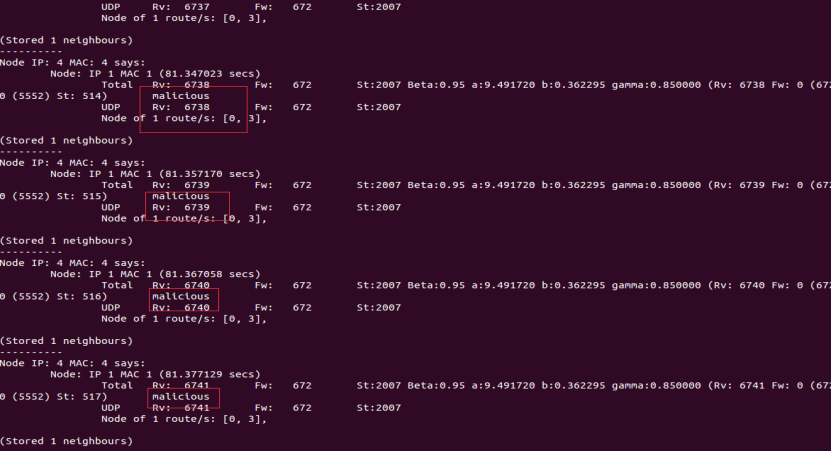 UDP Rv: 6737 Fw: 672 St:2007
Node of 1 route/s: [0, 3],
(Stored 1 neighbours)
----------
Node IP: 4 MAC: 4 says:
Node: IP 1 MAC 1 (81.347023 secs)
Total Rv: 6738 Fw: 672 St:2007 Beta:0.95 a:9.491720 b:0.362295 gamma:0.850000 (Rv: 6738 Fw: 0 (672
0 (5552) St: 514) malicious
UDP Rv: 6738 Fw: 672 St:2007
Node of 1 route/s: [0, 3],
(Stored 1 neighbours)
----------
Node IP: 4 MAC: 4 says:
Node: IP 1 MAC 1 (81.357170 secs)
Total Rv: 6739 Fw: 672 St:2007 Beta:0.95 a:9.491720 b:0.362295 gamma:0.850000 (Rv: 6739 Fw: 0 (672
0 (5552) St: 515) malicious
UDP Rv: 6739 Fw: 672 St:2007
Node of 1 route/s: [0, 3],
(Stored 1 neighbours)
----------
Node IP: 4 MAC: 4 says:
Node: IP 1 MAC 1 (81.367058 secs)
Total Rv: 6740 Fw: 672 St:2007 Beta:0.95 a:9.491720 b:0.362295 gamma:0.850000 (Rv: 6740 Fw: 0 (672
0 (5552) St: 516) malicious
UDP Rv: 6740 Fw: 672 St:2007
Node of 1 route/s: [0, 3],
(Stored 1 neighbours)
----------
Node IP: 4 MAC: 4 says:
Node: IP 1 MAC 1 (81.377129 secs)
Total Rv: 6741 Fw: 672 St:2007 Beta:0.95 a:9.491720 b:0.362295 gamma:0.850000 (Rv: 6741 Fw: 0 (672
0 (5552) St: 517) malicious
UDP Rv: 6741 Fw: 672 St:2007
Node of 1 route/s: [0, 3],
(Stored 1 neighbours)